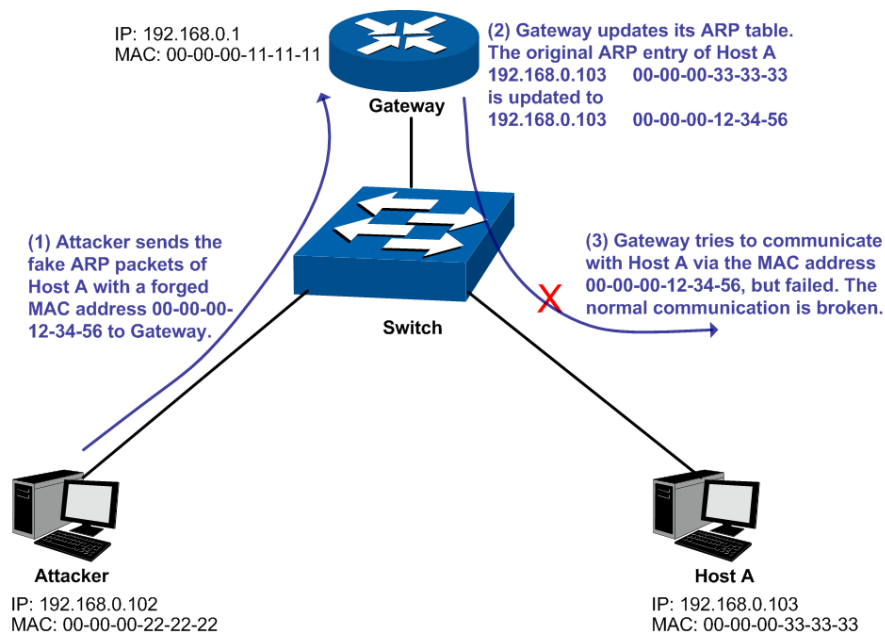 IP: 192.168.0.1
MAC: 00-00-00-11-11-11
Gateway
(2) Gateway updates its ARP table.
The original ARP entry of Host A
192.168.0.103 00-00-00-33-33-33
is updated to
192.168.0.103 00-00-00-12-34-56
(1) Attacker sends the
fake ARP packets of
Host A with a forged
MAC address 00-00-00-
12-34-56 to Gateway.
Switch
(3) Gateway tries to communicate
with Host A via the MAC address
00-00-00-12-34-56, but failed. The
normal communication is broken.
X
Attacker
IP: 192.168.0.102
MAC: 00-00-00-22-22-22
Host A
IP: 192.168.0.103
MAC: 00-00-00-33-33-33